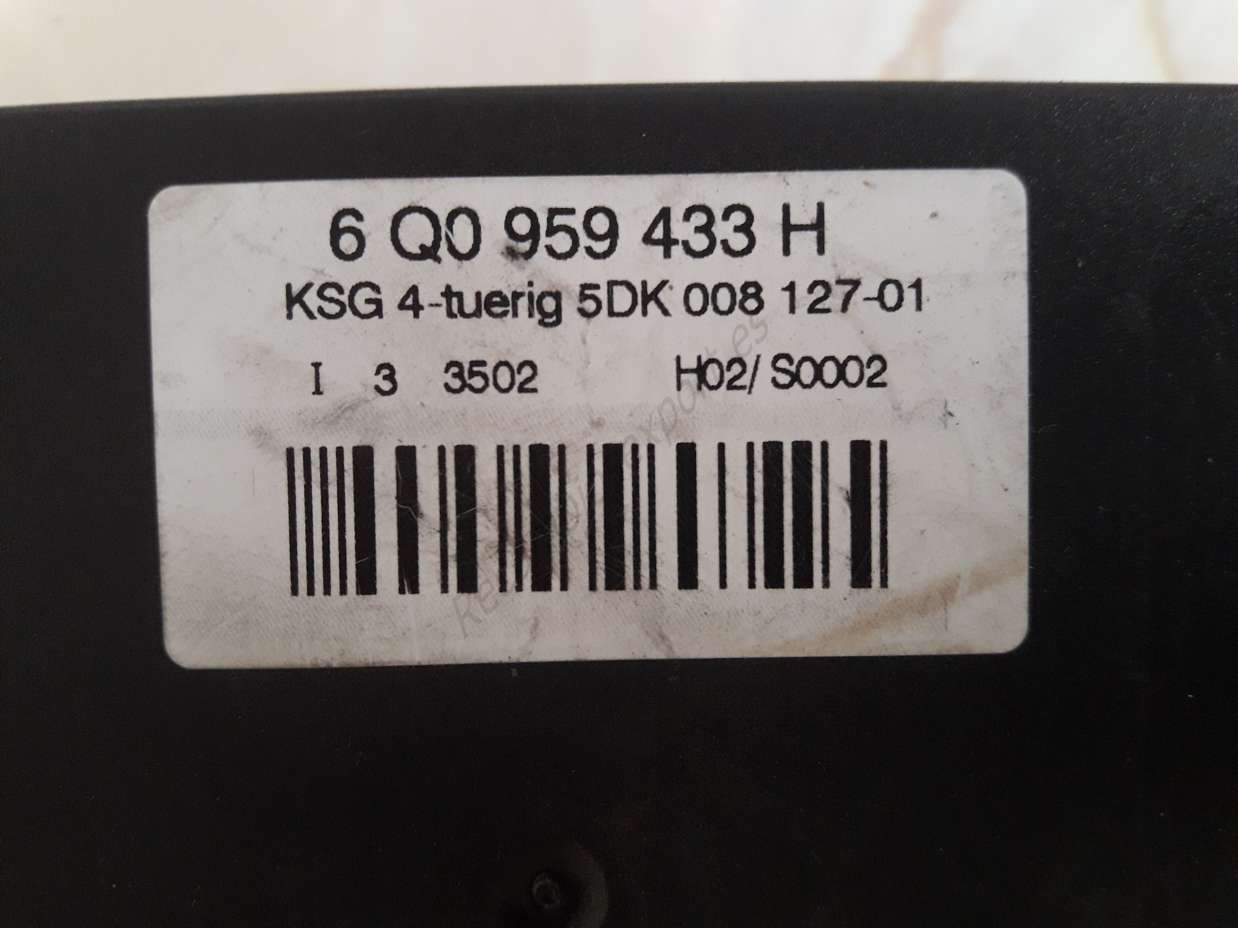 6 Q0 959 433 H
KSG 4-tuerig 5DK 008 127-01
I 3 3502 H02/ S0002